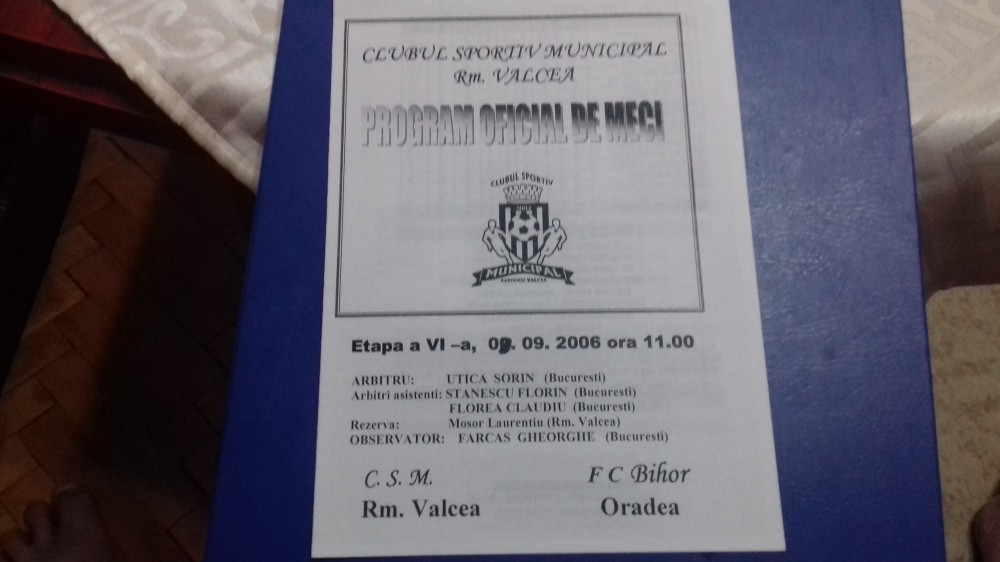 CLUBUL SPORTIV MUNICIPAL
Rm. VALCEA
PROGRAM OFICIAL DE MECI
CLUBUL SPORTIV
MUNICIPAL
RAMNICU VALCEA
Etapa a VI –a, 09. 09. 2006 ora 11.00
ARBITRU: UTICA SORIN (Bucuresti)
Arbitri asistenti: STANESCU FLORIN (Bucuresti)
FLOREA CLAUDIU (Bucuresti)
Rezerva: Mosor Laurentiu (Rm. Valcea)
OBSERVATOR: FARCAS GHEORGHE (Bucuresti)
C. S. M. F C Bihor
Rm. Valcea Oradea